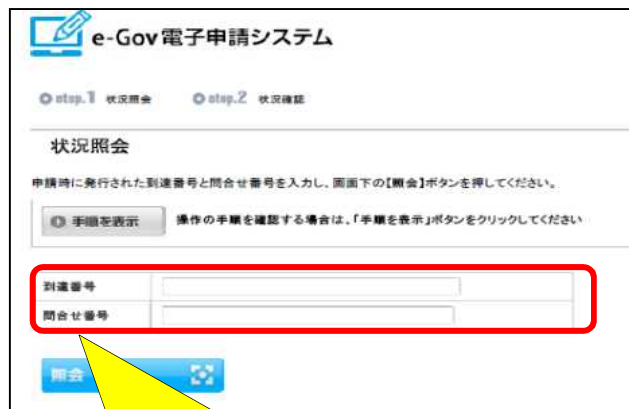 e-Gov電子申請システム
step.1 状況照会 step.2 状況確認
状況照会
申請時に発行された到達番号と問合せ番号を入力し、画面下の【照会】ボタンを押してください。
手順を表示 操作の手順を確認する場合は、「手順を表示」ボタンをクリックしてください
到達番号
問合せ番号
照会